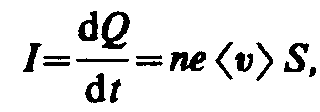 I = dQ/dt = ne ⟨v⟩ S,